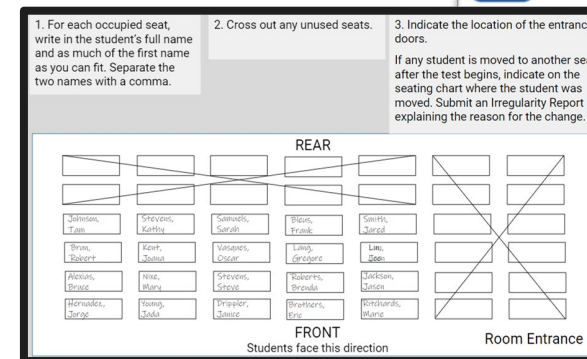 1. For each occupied seat,
write in the student's full name
and as much of the first name
as you can fit. Separate the
two names with a comma.
2. Cross out any unused seats.
3. Indicate the location of the entranc
doors.
If any student is moved to another sea
after the test begins, indicate on the
seating chart where the student was
moved. Submit an Irregularity Report
explaining the reason for the change.
REAR
Johnson,
Tam
Stevens,
Kathy
Samuels,
Sarah
Bleus,
Frank
Smith,
Jared
Brim,
Robert
Kent,
Joana
Vasques,
Oscar
Lang,
Gregore
Lim,
Jeon
Alexias,
Bruce
Nixe,
Mary
Stevens,
Steve
Roberts,
Brenda
Jackson,
Jasen
Hernadez,
Jorge
Young,
Jada
Drippler,
Janice
Brothers,
Eric
Ritchards,
Marie
FRONT
Students face this direction
Room Entrance